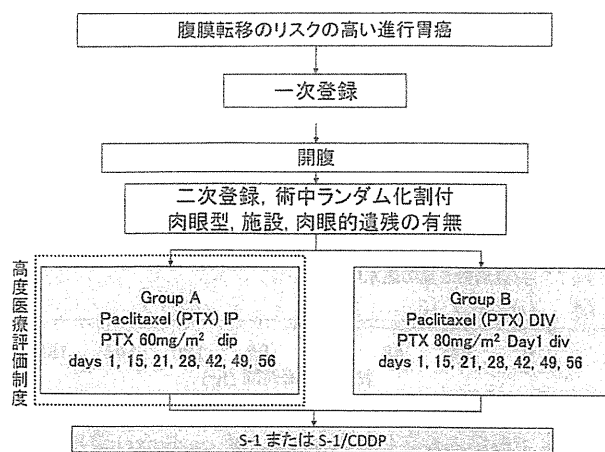 腹膜転移のリスクの高い進行胃癌
一次登録
開腹
二次登録, 術中ランダム化割付
肉眼型, 施設, 肉眼的遺残の有無
高度医療評価制度
Group A
Paclitaxel (PTX) IP
PTX 60mg/m² dip
days 1, 15, 21, 28, 42, 49, 56
Group B
Paclitaxel (PTX) DIV
PTX 80mg/m² Day1 div
days 1, 15, 21, 28, 42, 49, 56
S-1 または S-1/CDDP